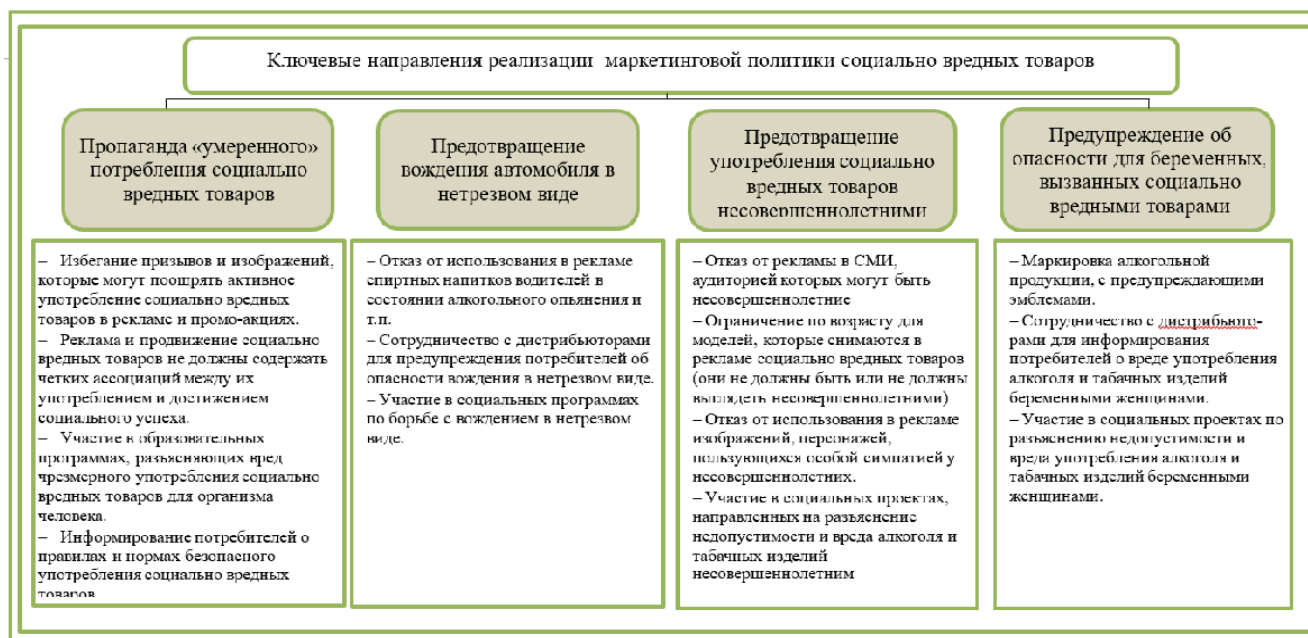 Ключевые направления реализации маркетинговой политики социально вредных товаров
Пропаганда «умеренного»
потребления социально
вредных товаров
Предотвращение
вождения автомобиля в
нетрезвом виде
Предотвращение
употребления социально
вредных товаров
несовершеннолетними
Предупреждение об
опасности для беременных,
вызванных социально
вредными товарами
– Избегание призывов и изображений,
которые могут поощрять активное
употребление социально вредных
товаров в рекламе и промо-акциях.
– Реклама и продвижение социально
вредных товаров не должны содержать
четких ассоциаций между их
употреблением и достижением
социального успеха.
– Участие в образовательных
программах, разъясняющих вред
чрезмерного употребления социально
вредных товаров для организма
человека.
– Информирование потребителей о
правилах и нормах безопасного
употребления социально вредных
товаров
– Отказ от использования в рекламе
спиртных напитков водителей в
состоянии алкогольного опьянения и
т.п.
– Сотрудничество с дистрибьюторами
для предупреждения потребителей об
опасности вождения в нетрезвом виде.
– Участие в социальных программах
по борьбе с вождением в нетрезвом
виде.
– Отказ от рекламы в СМИ,
аудиторией которых могут быть
несовершеннолетние
– Ограничение по возрасту для
моделей, которые снимаются в
рекламе социально вредных товаров
(они не должны быть или не должны
выглядеть несовершеннолетними)
– Отказ от использования в рекламе
изображений, персонажей,
пользующихся особой симпатией у
несовершеннолетних.
– Участие в социальных проектах,
направленных на разъяснение
недопустимости и вреда алкоголя и
табачных изделий
несовершеннолетним
– Маркировка алкогольной
продукции, с предупреждающими
эмблемами.
– Сотрудничество с дистрибьюто-
рами для информирования
потребителей о вреде употребления
алкоголя и табачных изделий
беременными женщинами.
– Участие в социальных проектах по
разъяснению недопустимости и
вреда употребления алкоголя и
табачных изделий беременными
женщинами.